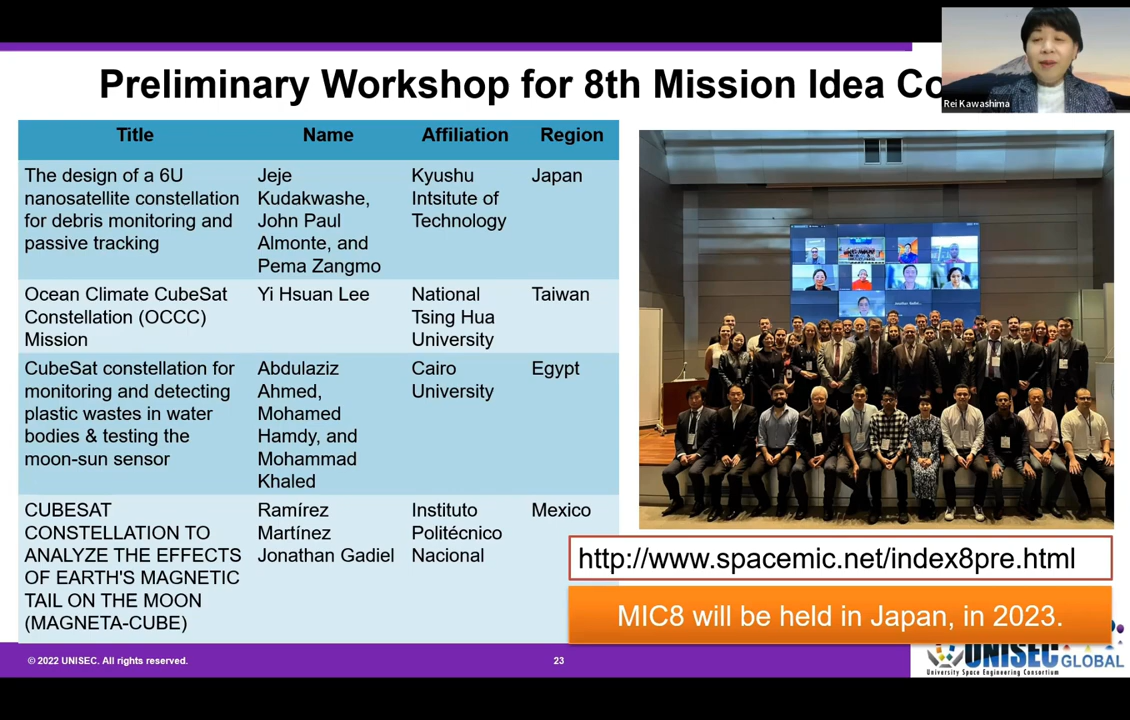 Preliminary Workshop for 8th Mission Idea Co
Rei Kawashima
Title Name Affiliation Region
The design of a 6U
nanosatellite constellation
for debris monitoring and
passive tracking
Jeje
Kudakwashe,
John Paul
Almonte, and
Pema Zangmo
Kyushu
Intsitute of
Technology
Japan
Ocean Climate CubeSat
Constellation (OCCC)
Mission
Yi Hsuan Lee
National
Tsing Hua
University
Taiwan
CubeSat constellation for
monitoring and detecting
plastic wastes in water
bodies & testing the
moon-sun sensor
Abdulaziz
Ahmed,
Mohamed
Hamdy, and
Mohammad
Khaled
Cairo
University
Egypt
CUBESAT
CONSTELLATION TO
ANALYZE THE EFFECTS
OF EARTH'S MAGNETIC
TAIL ON THE MOON
(MAGNETA-CUBE)
Ramírez
Martínez
Jonathan Gadiel
Instituto
Politécnico
Nacional
Mexico
http://www.spacemic.net/index8pre.html
MIC8 will be held in Japan, in 2023.
© 2022 UNISEC. All rights reserved.
23
UNISEC GLOBAL
University Space Engineering Consortium